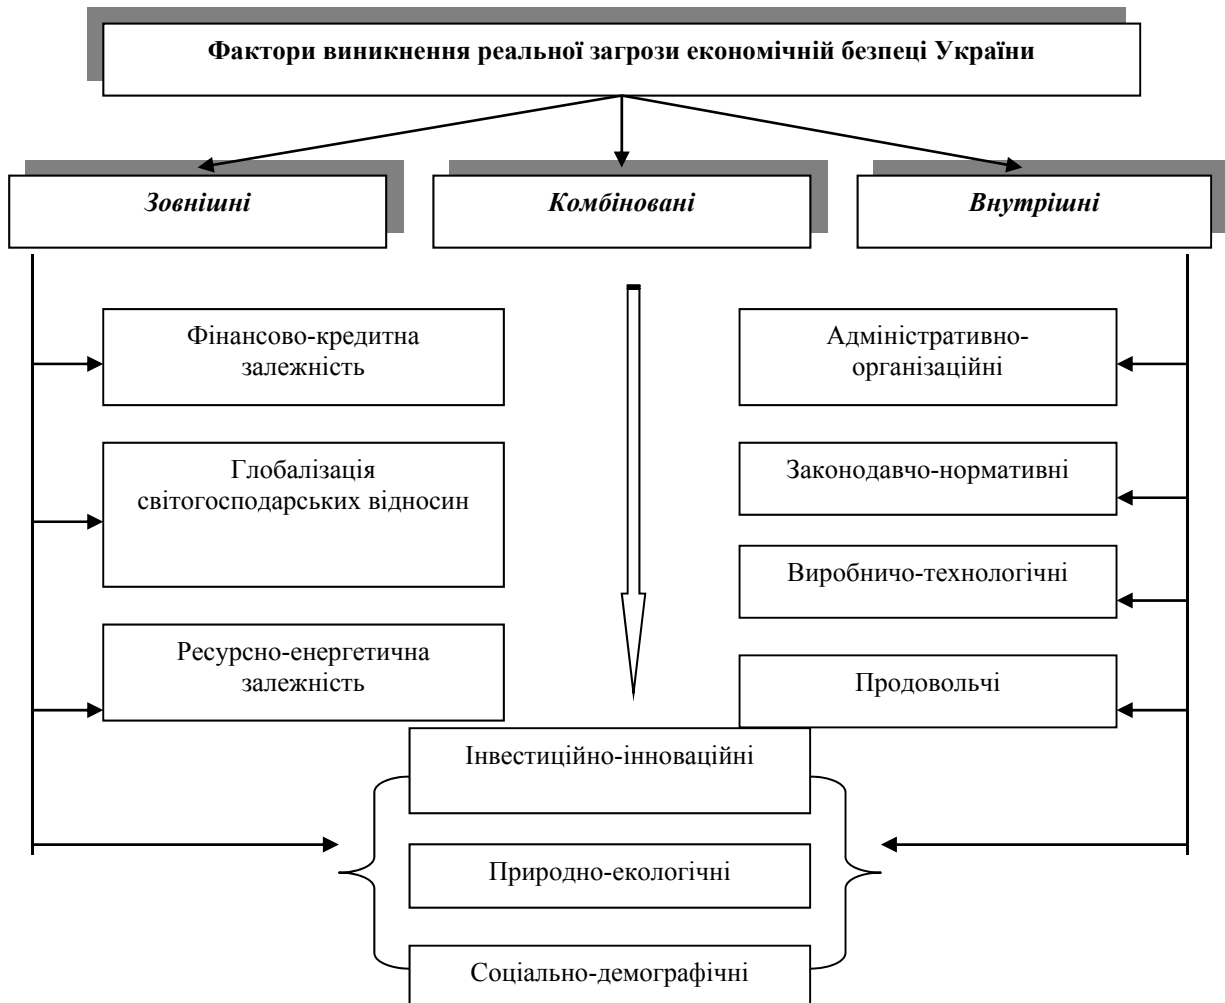 Фактори виникнення реальної загрози економічній безпеці України
Зовнішні
Комбіновані
Внутрішні
Фінансово-кредитна
залежність
Глобалізація
світогосподарських відносин
Ресурсно-енергетична
залежність
Адміністративно-
організаційні
Законодавчо-нормативні
Виробничо-технологічні
Продовольчі
Інвестиційно-інноваційні
Природно-екологічні
Соціально-демографічні